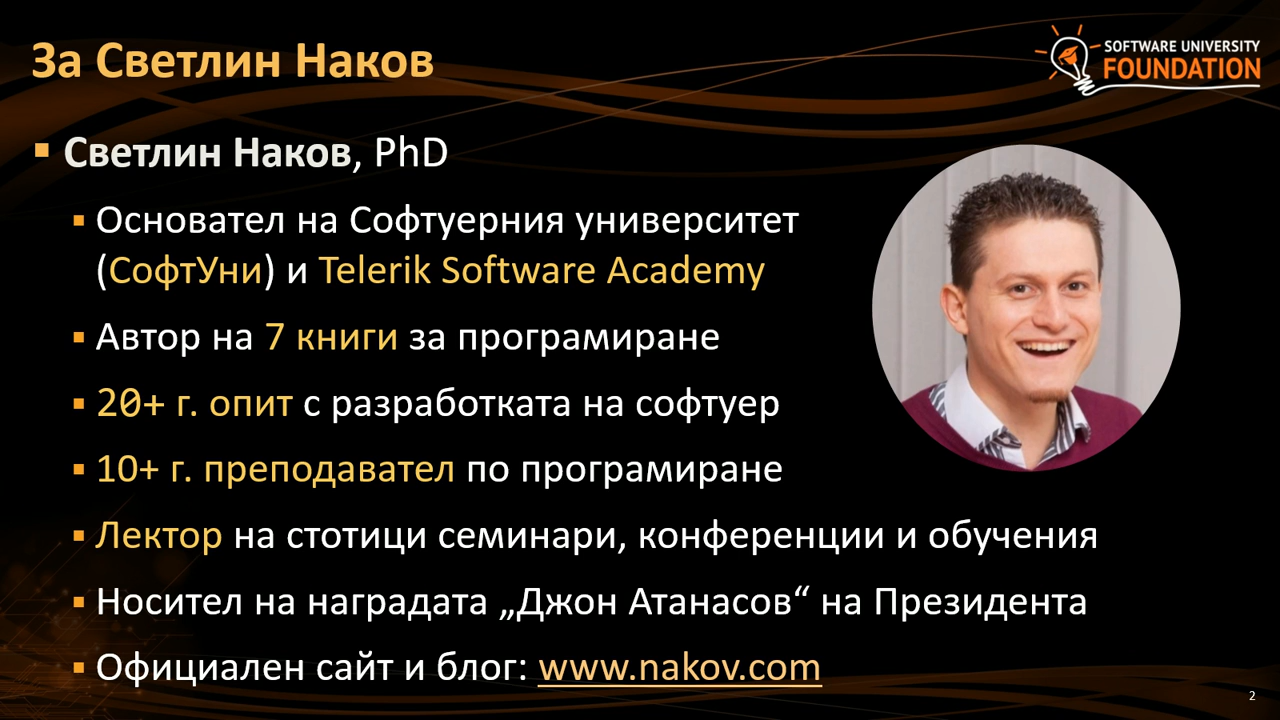 За Светлин Наков
SOFTWARE UNIVERSITY
FOUNDATION
Светлин Наков, PhD
Основател на Софтуерния университет
(СофтУни) и Telerik Software Academy
Автор на 7 книги за програмиране
20+ г. опит с разработката на софтуер
10+ г. преподавател по програмиране
Лектор на стотици семинари, конференции и обучения
Носител на наградата „Джон Атанасов“ на Президента
Официален сайт и блог: www.nakov.com
2